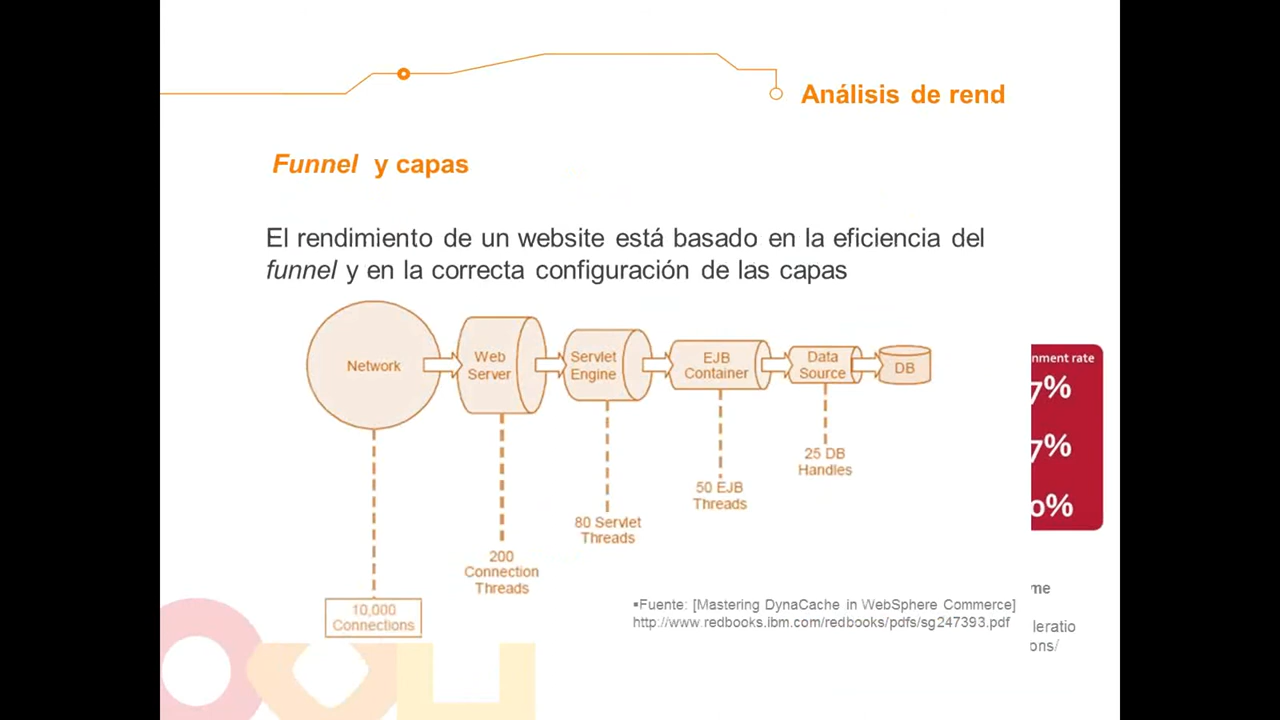 Análisis de rend
Funnel y capas
El rendimiento de un website está basado en la eficiencia del
funnel y en la correcta configuración de las capas
Network
Web
Server
Servlet
Engine
EJB
Container
Data
Source
DB
nment rate
7%
7%
0%
25 DB
Handles
50 EJB
Threads
80 Servlet
Threads
200
Connection
Threads
10,000
Connections
▪Fuente: [Mastering DynaCache in WebSphere Commerce]
http://www.redbooks.ibm.com/redbooks/pdfs/sg247393.pdf
me
leratio
ons/